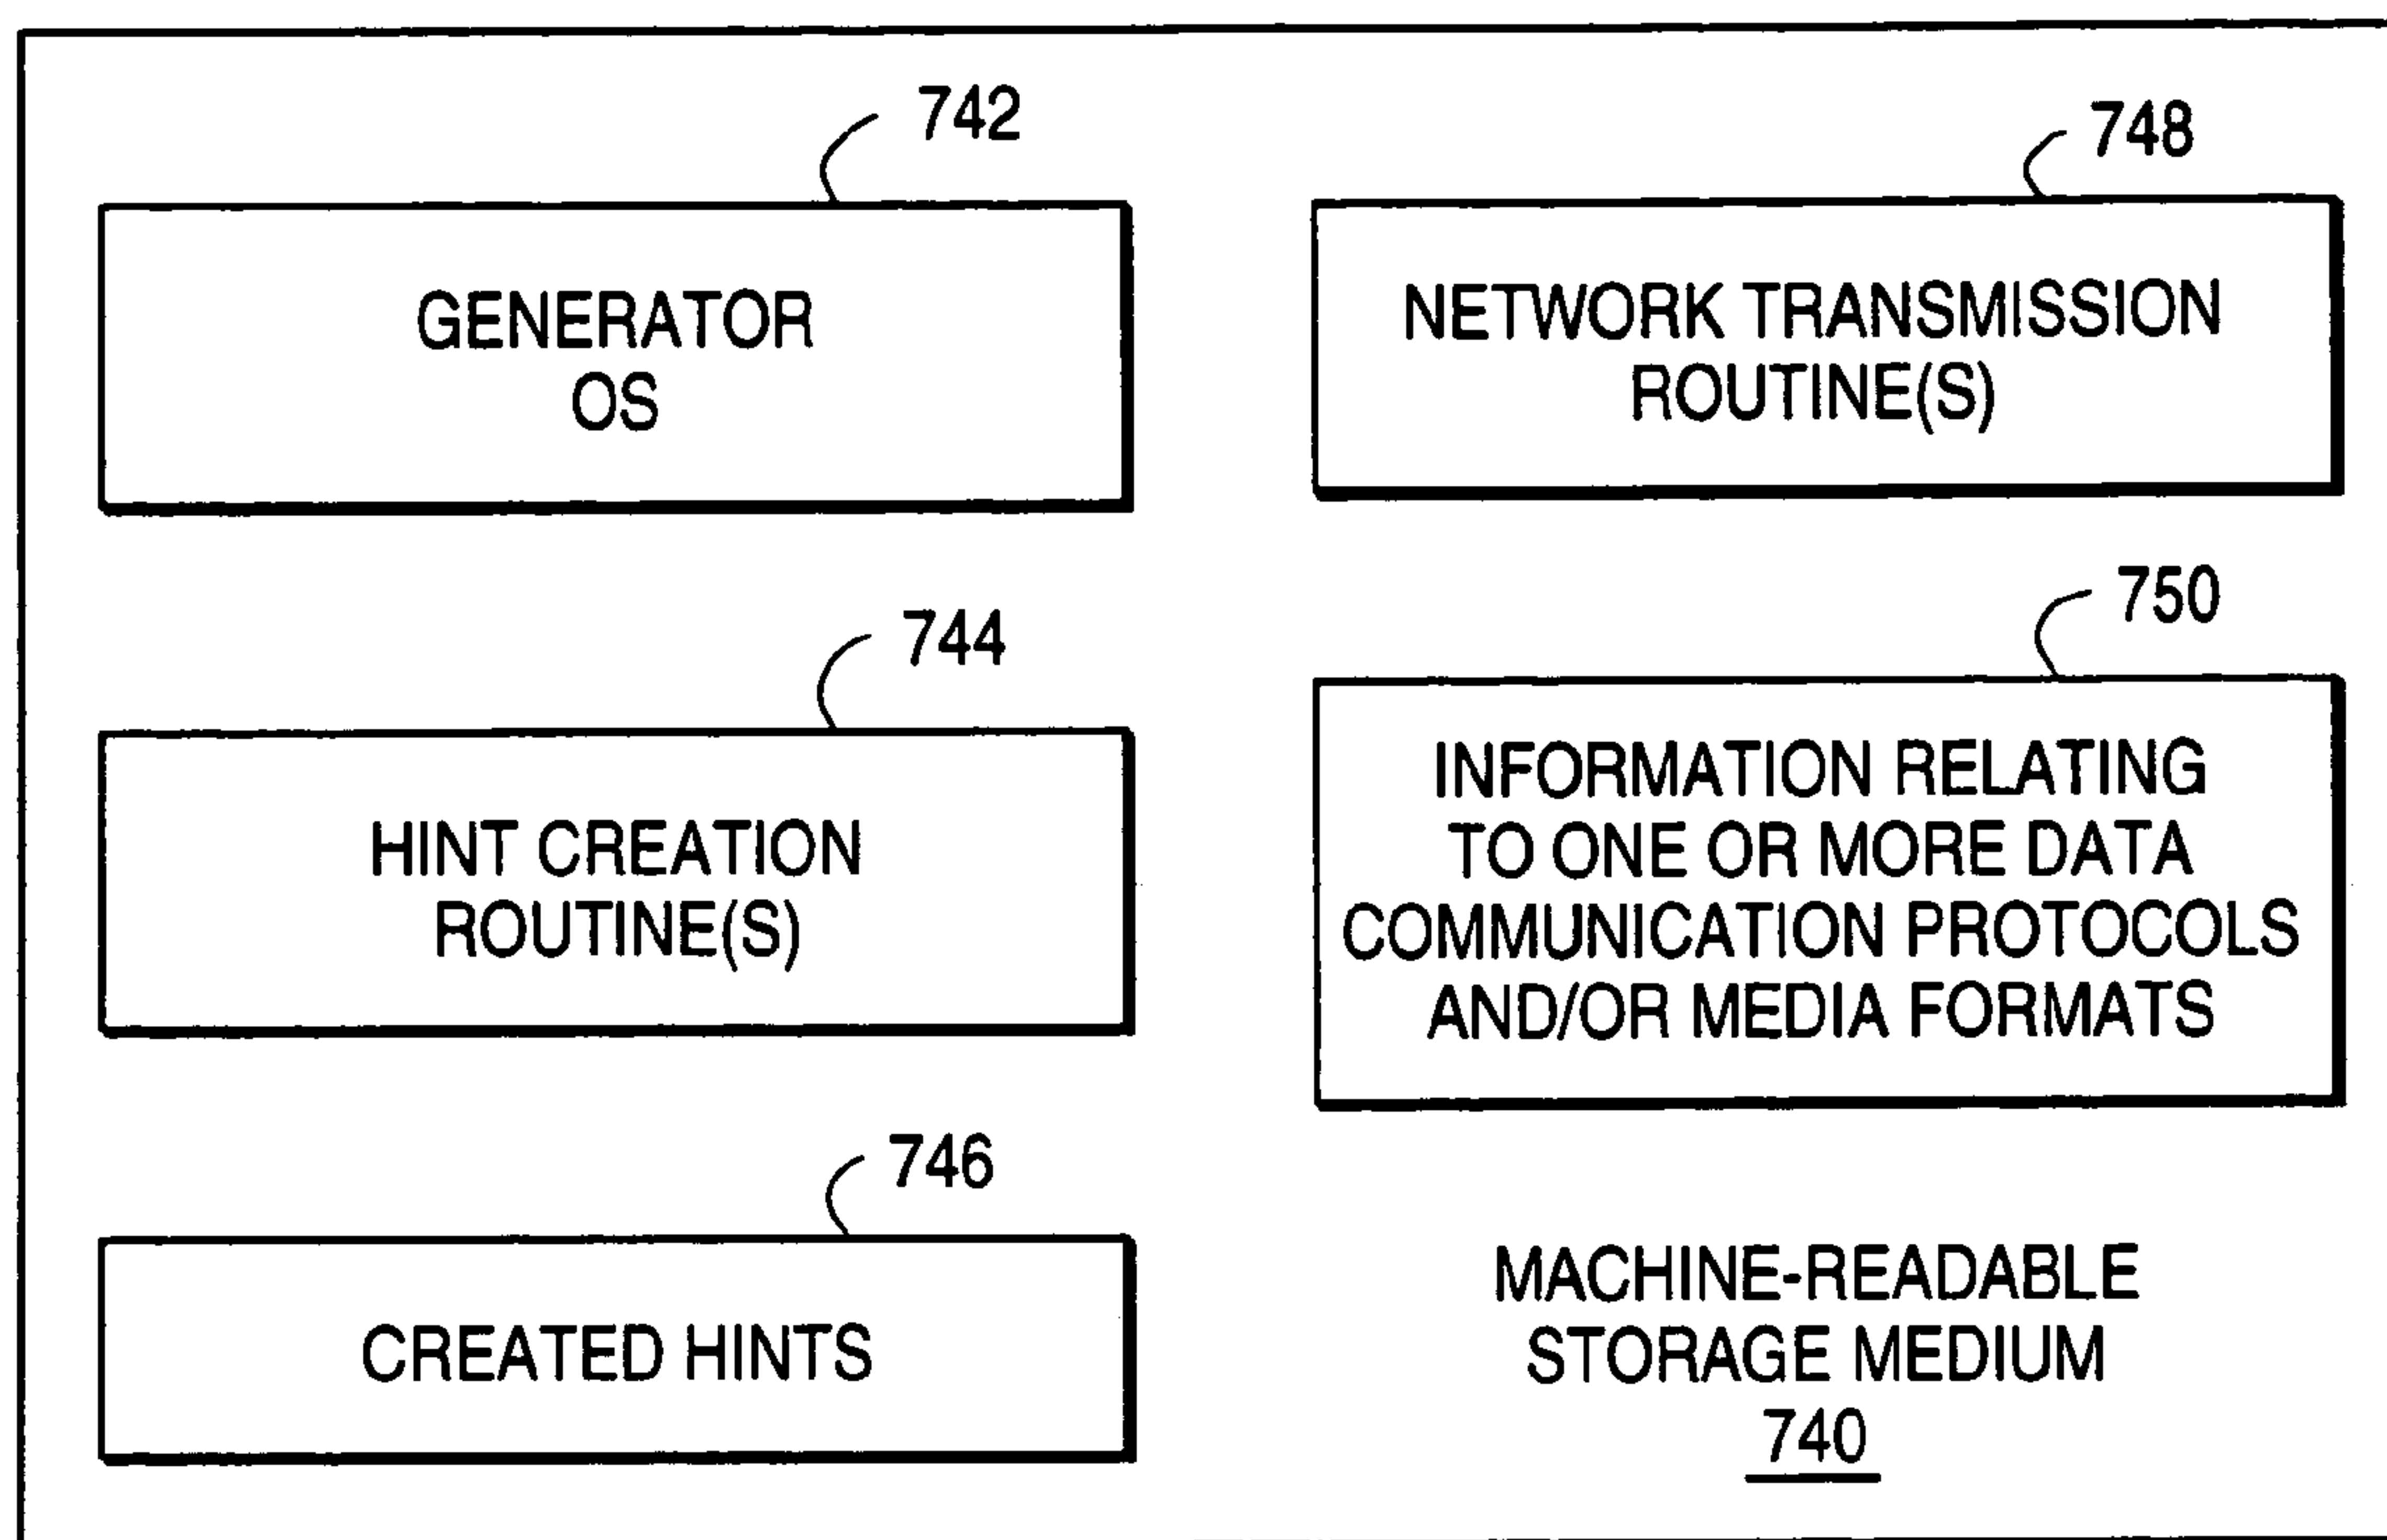 742
GENERATOR
OS
748
NETWORK TRANSMISSION
ROUTINE(S)
744
HINT CREATION
ROUTINE(S)
750
INFORMATION RELATING
TO ONE OR MORE DATA
COMMUNICATION PROTOCOLS
AND/OR MEDIA FORMATS
746
CREATED HINTS
MACHINE-READABLE
STORAGE MEDIUM
740